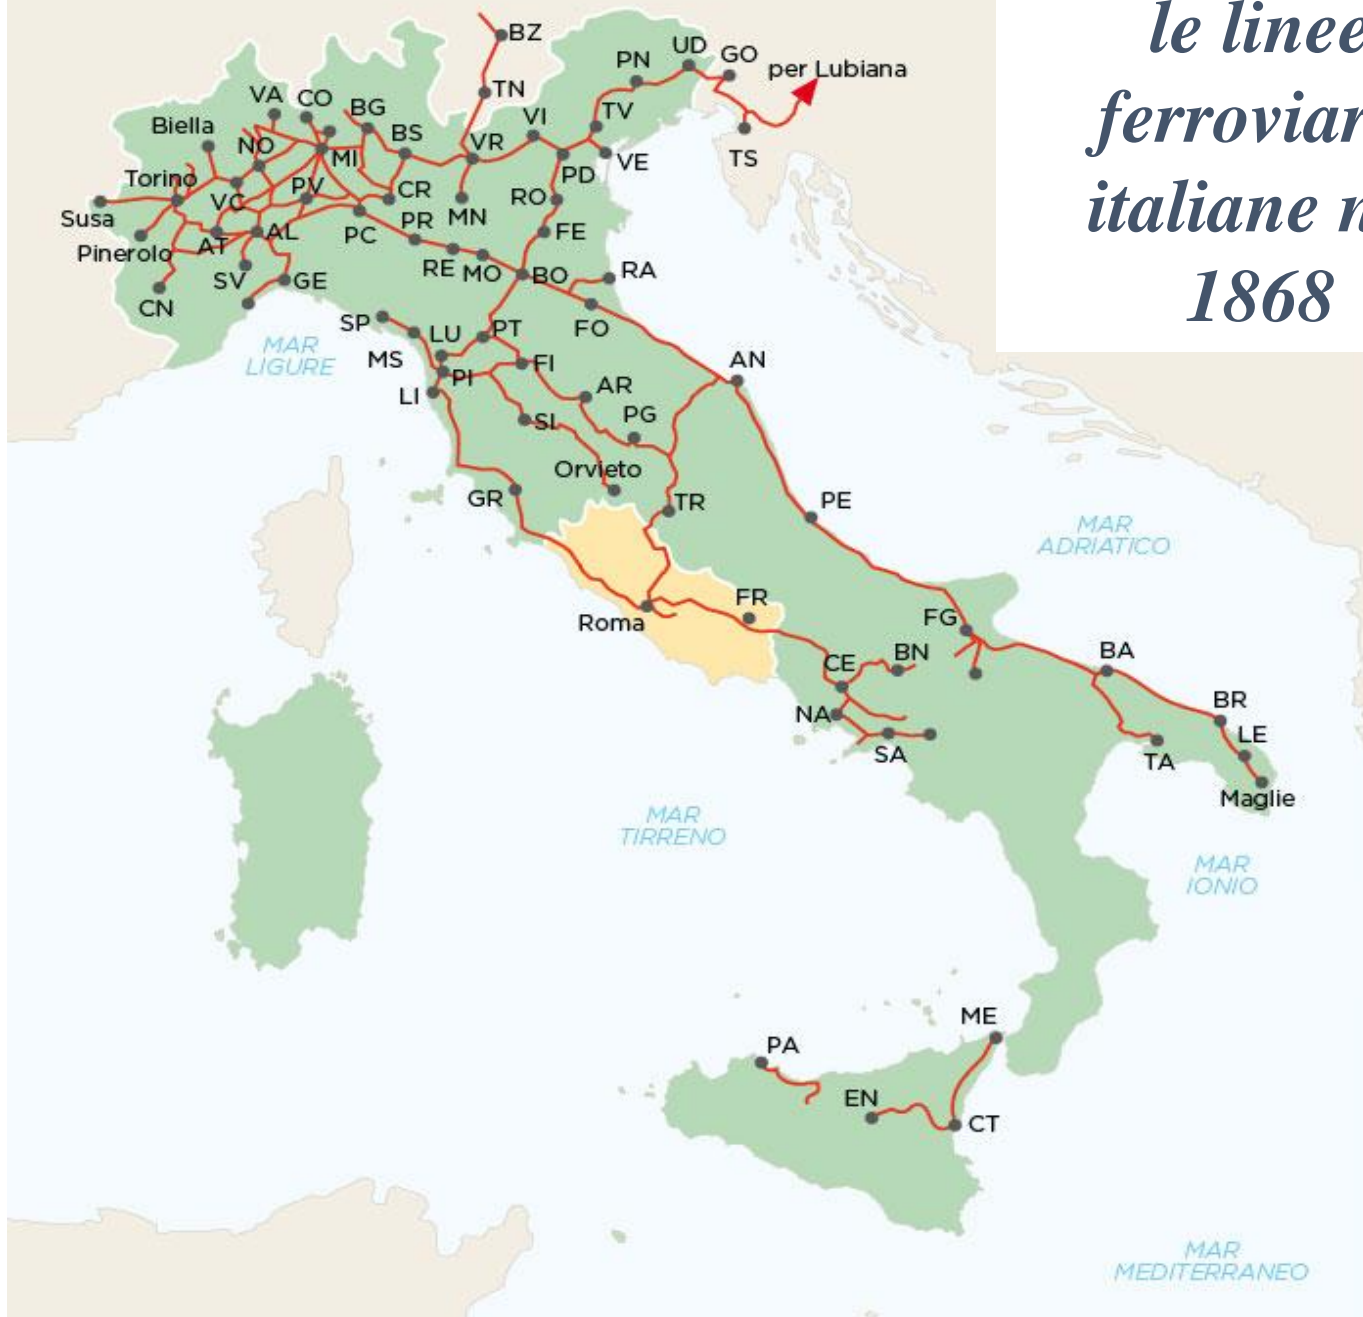 le linee
ferroviar
italiane n
1868
BZ
TN
UD
GO
PN
per Lubiana
VA
CO
BG
TV
Biella
BS
VI
NO
MI
VR
VE
TS
PD
Torino
PV
CR
RO
VC
MN
Susa
PR
AT
AL
PC
FE
Pinerolo
RE
MO
BO
RA
SV
GE
CN
SP
LU
PT
FO
MAR
LIGURE
MS
FI
AN
PI
LI
AR
SI
PG
Orvieto
GR
TR
PE
MAR
ADRIATICO
FR
Roma
FG
CE
BN
BA
NA
BR
SA
LE
TA
Maglie
MAR
TIRRENO
MAR
IONIO
ME
PA
EN
CT
MAR
MEDITERRANEO